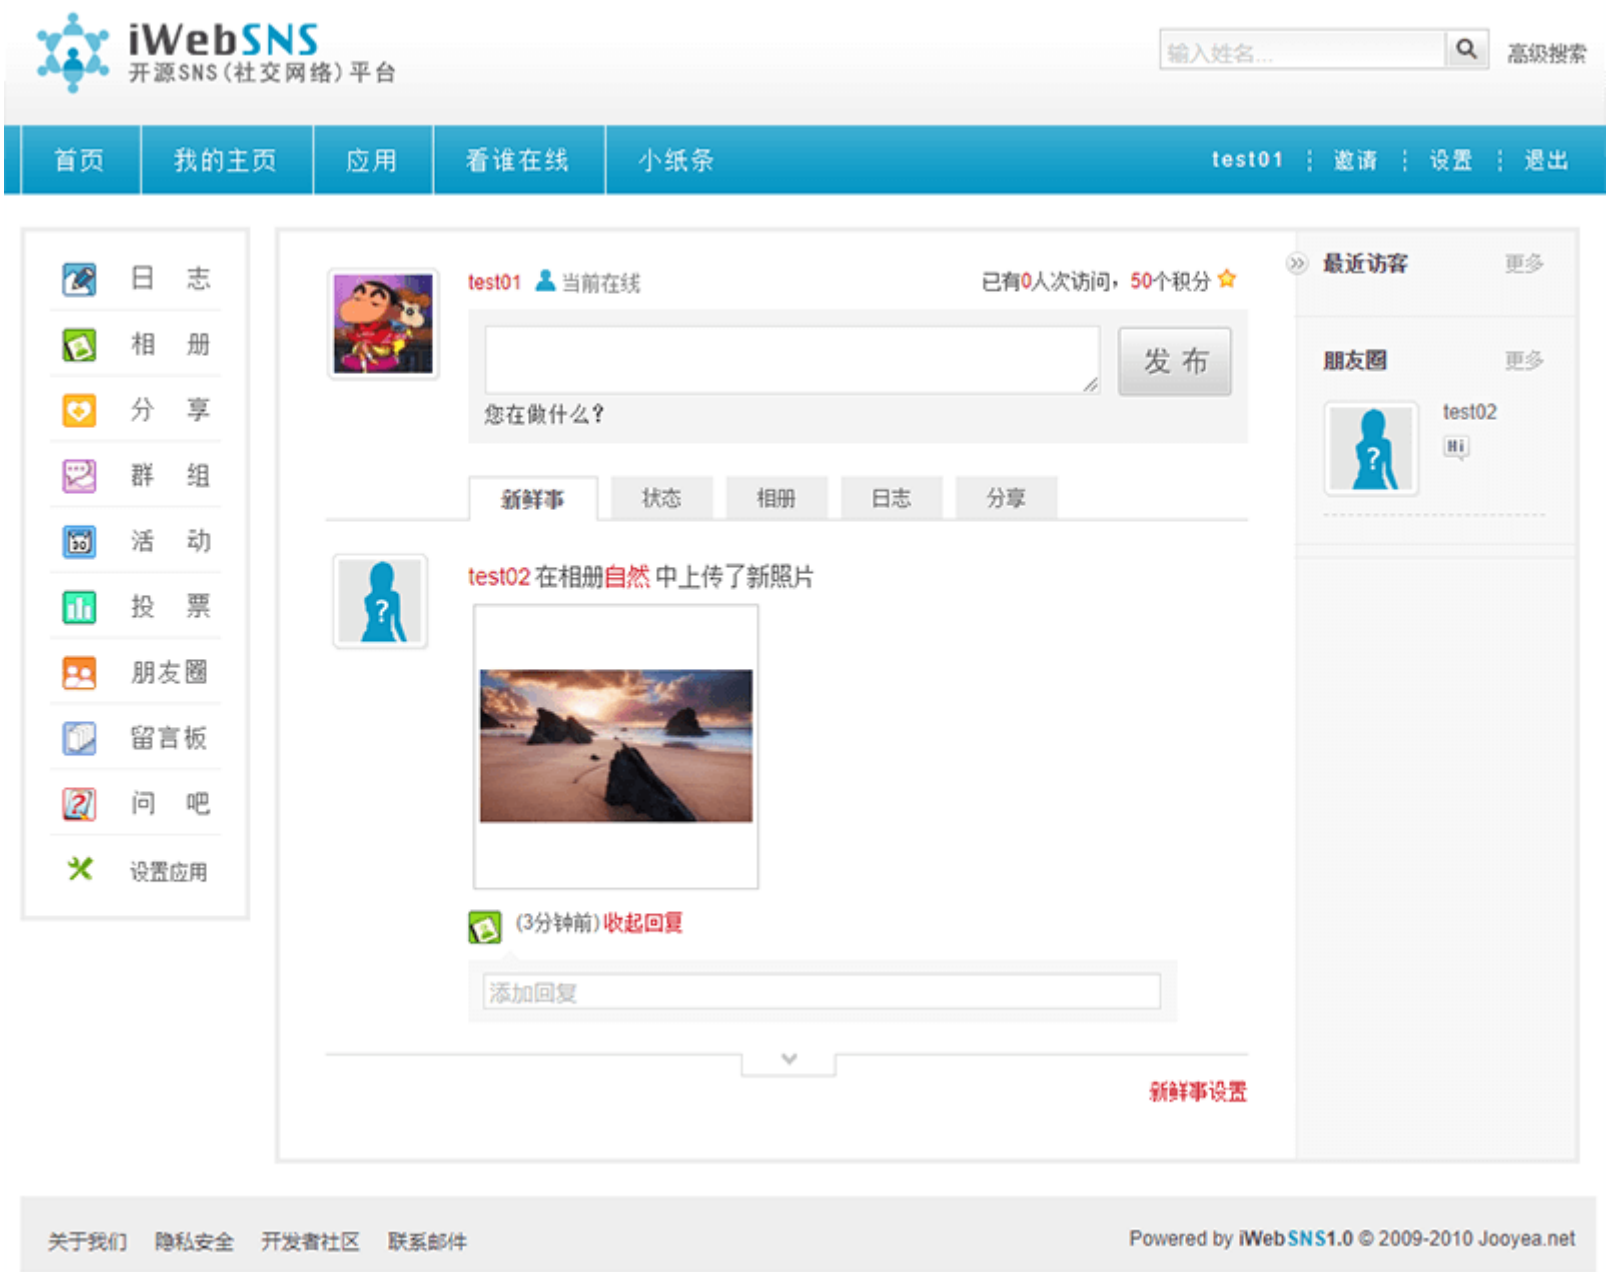 iWebSNS
开源SNS(社交网络)平台
输入姓名...
高级搜索
首页
我的主页
应用
看谁在线
小纸条
test01
邀请
设置
退出
日 志
相 册
分 享
群 组
活 动
投 票
朋友圈
留言板
问 吧
设置应用
test01 当前在线
已有0人次访问，50个积分
发 布
您在做什么？
新鲜事
状态
相册
日志
分享
test02 在相册自然 中上传了新照片
(3分钟前) 收起回复
添加回复
新鲜事设置
最近访客
更多
朋友圈
更多
test02
Hi
关于我们
隐私安全
开发者社区
联系邮件
Powered by iWebSNS1.0 © 2009-2010 Jooyea.net